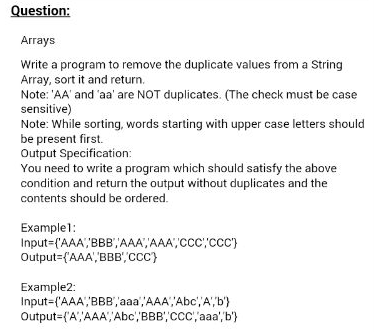 Question:
Arrays
Write a program to remove the duplicate values from a String
Array, sort it and return.
Note: 'AA' and 'aa' are NOT duplicates. (The check must be case
sensitive)
Note: While sorting, words starting with upper case letters should
be present first.
Output Specification:
You need to write a program which should satisfy the above
condition and return the output without duplicates and the
contents should be ordered.
Example1:
Input={'AAA','BBB','AAA','AAA','CCC','CCC'}
Output={'AAA','BBB','CCC'}
Example2:
Input={'AAA','BBB','aaa','AAA','Abc','A','b'}
Output={'A','AAA','Abc','BBB','CCC','aaa','b'}